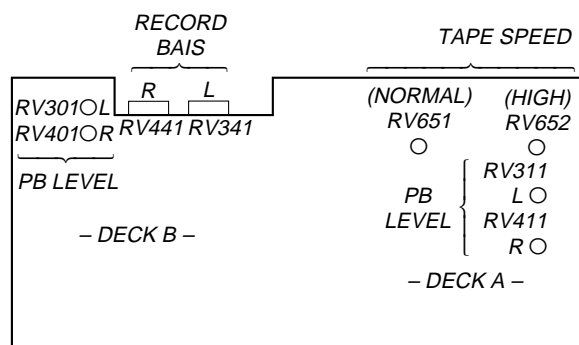 RECORD
BAIS
TAPE SPEED
R L
(NORMAL) (HIGH)
RV301 L
RV441 RV341
RV651 RV652
RV401 R
PB LEVEL
RV311
PB
L
LEVEL
RV411
R
– DECK B –
– DECK A –